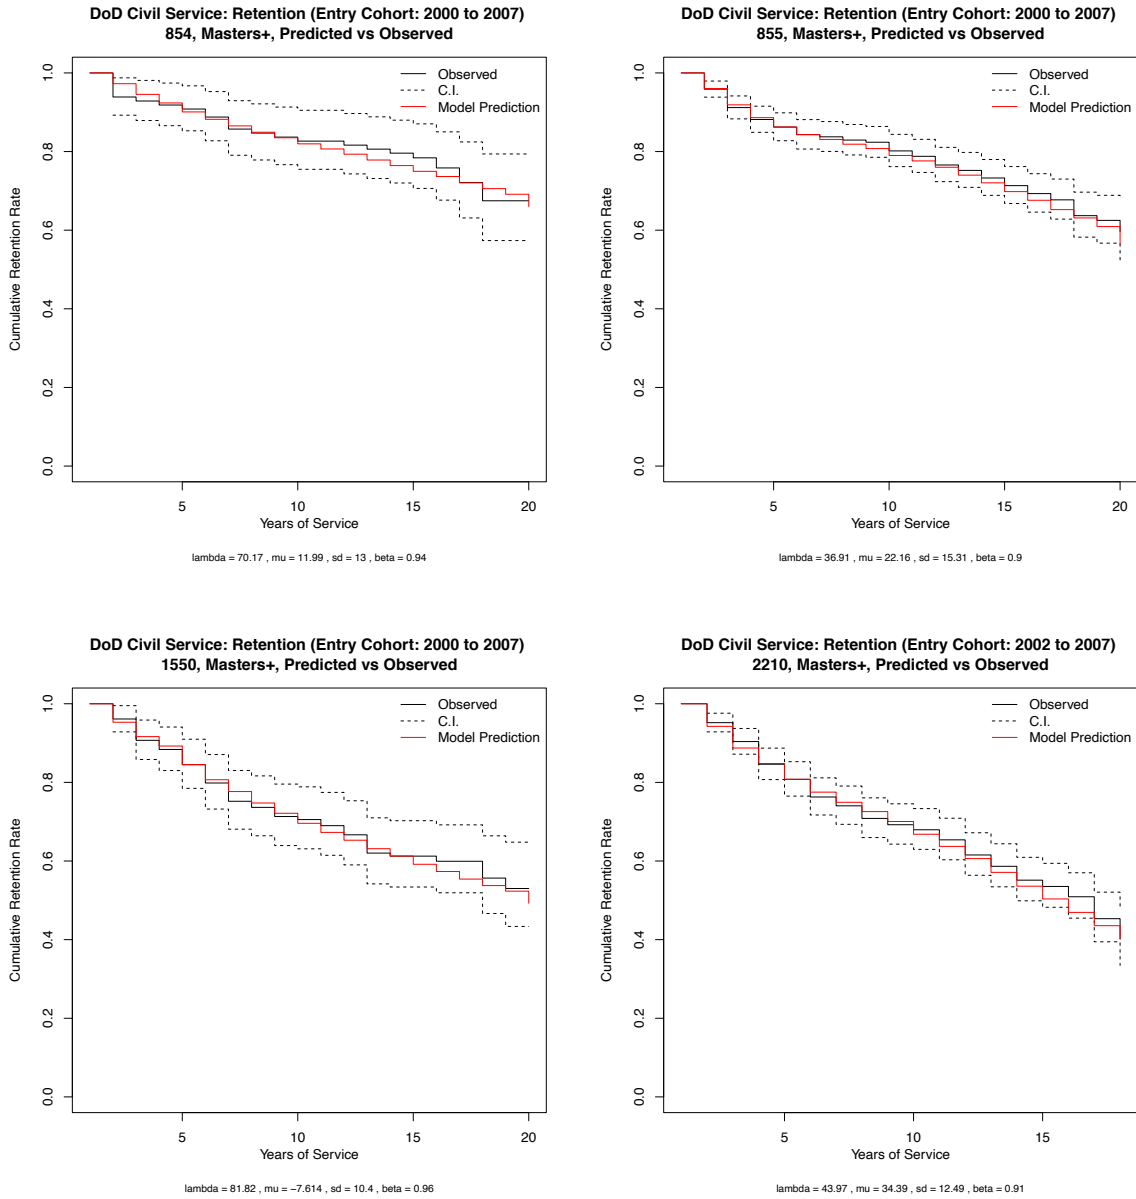 DoD Civil Service: Retention (Entry Cohort: 2000 to 2007)
854, Masters+, Predicted vs Observed
Observed
C.I.
Model Prediction
1.0
0.8
0.6
0.4
0.2
0.0
Cumulative Retention Rate
5
10
15
20
Years of Service
lambda = 70.17 , mu = 11.99 , sd = 13 , beta = 0.94
DoD Civil Service: Retention (Entry Cohort: 2000 to 2007)
855, Masters+, Predicted vs Observed
Observed
C.I.
Model Prediction
1.0
0.8
0.6
0.4
0.2
0.0
Cumulative Retention Rate
5
10
15
20
Years of Service
lambda = 36.91 , mu = 22.16 , sd = 15.31 , beta = 0.9
DoD Civil Service: Retention (Entry Cohort: 2000 to 2007)
1550, Masters+, Predicted vs Observed
Observed
C.I.
Model Prediction
1.0
0.8
0.6
0.4
0.2
0.0
Cumulative Retention Rate
5
10
15
20
Years of Service
lambda = 81.82 , mu = −7.614 , sd = 10.4 , beta = 0.96
DoD Civil Service: Retention (Entry Cohort: 2002 to 2007)
2210, Masters+, Predicted vs Observed
Observed
C.I.
Model Prediction
1.0
0.8
0.6
0.4
0.2
0.0
Cumulative Retention Rate
5
10
15
Years of Service
lambda = 43.97 , mu = 34.39 , sd = 12.49 , beta = 0.91